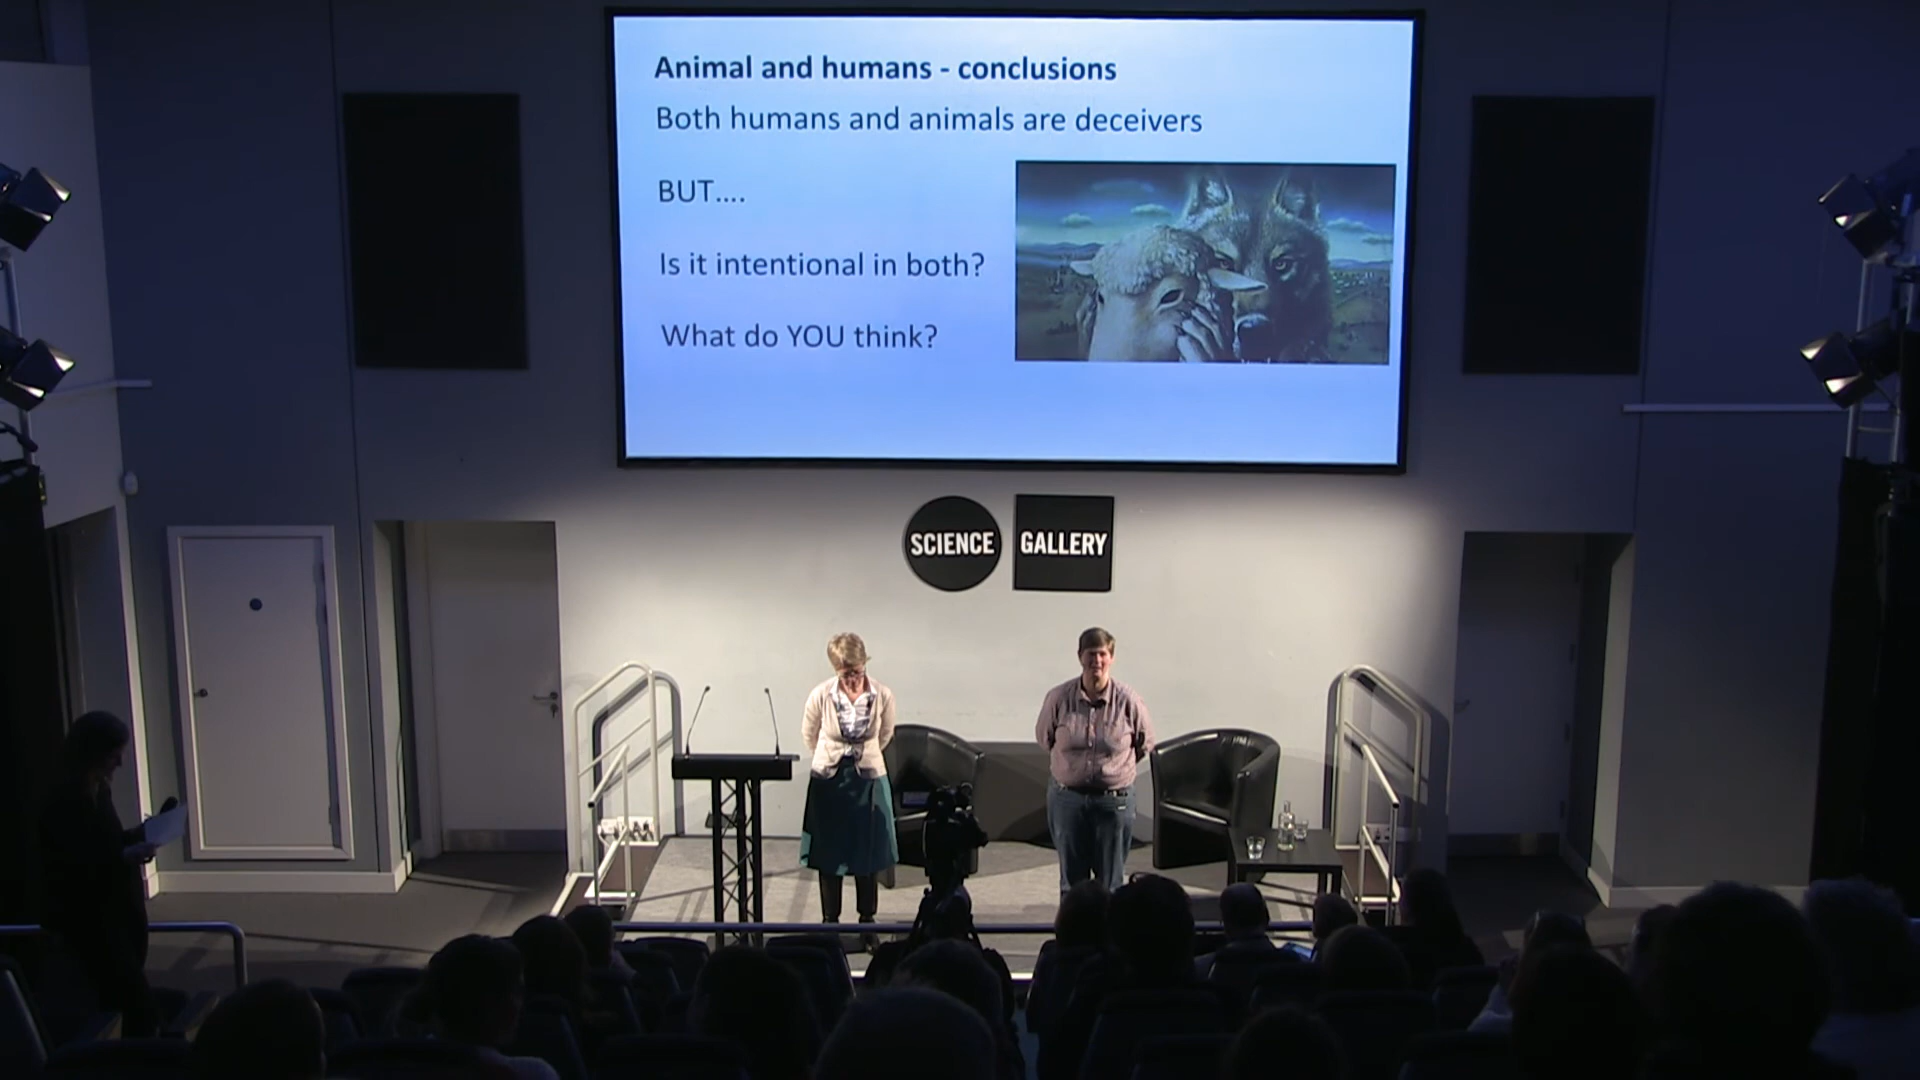 Animal and humans - conclusions
Both humans and animals are deceivers
BUT....
Is it intentional in both?
What do YOU think?
SCIENCE GALLERY